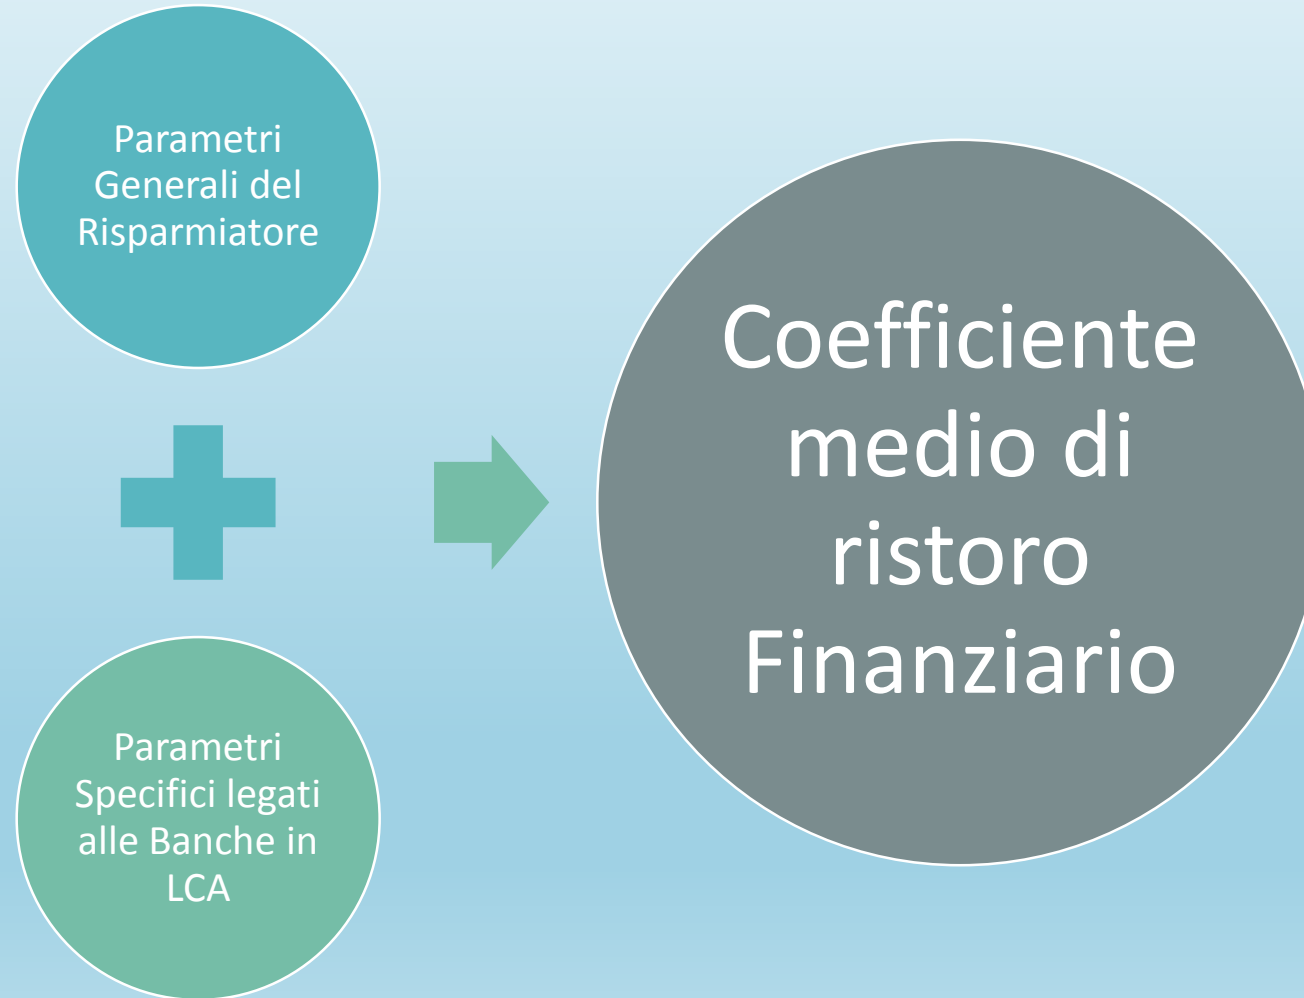 Parametri
Generali del
Risparmiatore
Parametri
Specifici legati
alle Banche in
LCA
Coefficiente
medio di
ristoro
Finanziario